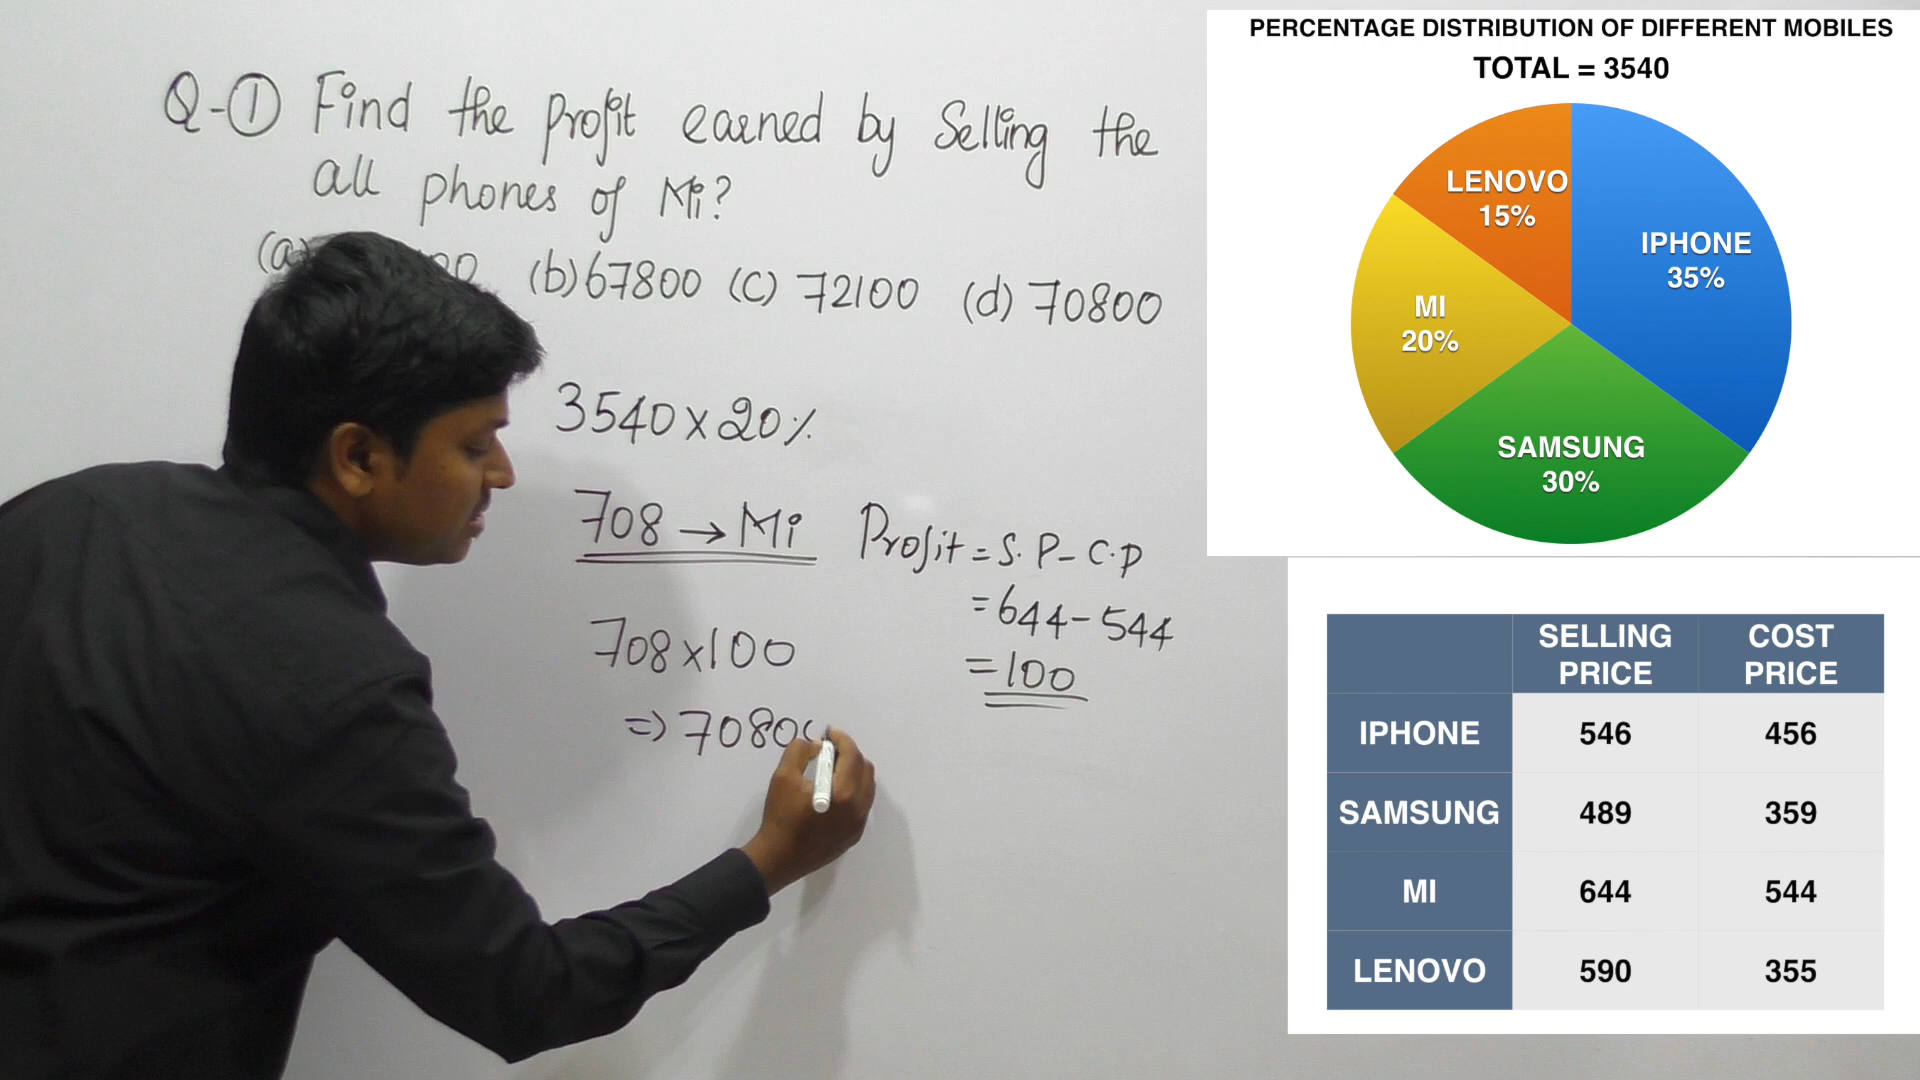 Q-① Find the Profit earned by Selling the
all phones of Mi?
(a) (b) 67800 (c) 72100 (d) 70800
3540 x 20%
708 → Mi
Profit = S.P - C.P
= 644 - 544
= 100
708 x 100
=> 7080
PERCENTAGE DISTRIBUTION OF DIFFERENT MOBILES
TOTAL = 3540
LENOVO
15%
IPHONE
35%
MI
20%
SAMSUNG
30%
SELLING PRICE COST PRICE
IPHONE 546 456
SAMSUNG 489 359
MI 644 544
LENOVO 590 355